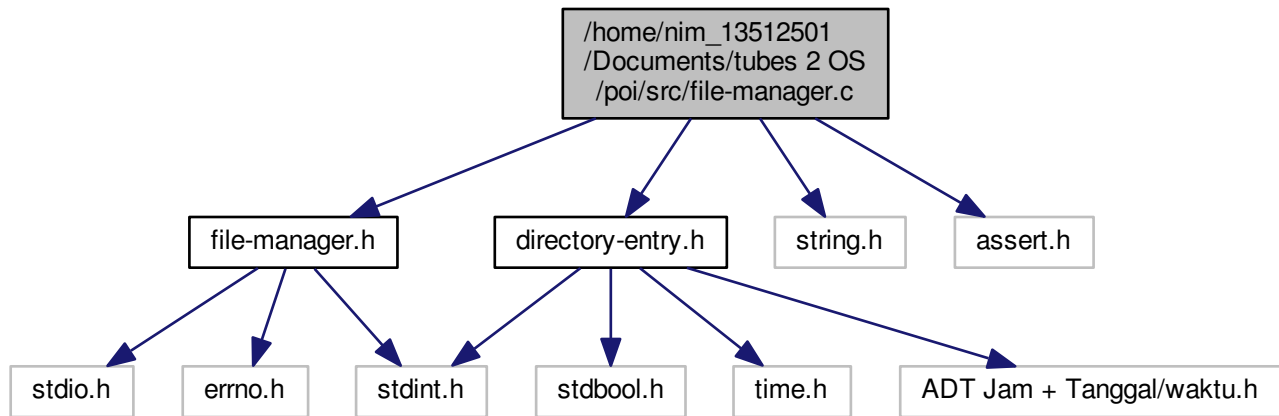 /home/nim_13512501
/Documents/tubes 2 OS
/poi/src/file-manager.c
file-manager.h
directory-entry.h
string.h
assert.h
stdio.h
errno.h
stdint.h
stdbool.h
time.h
ADT Jam + Tanggal/waktu.h